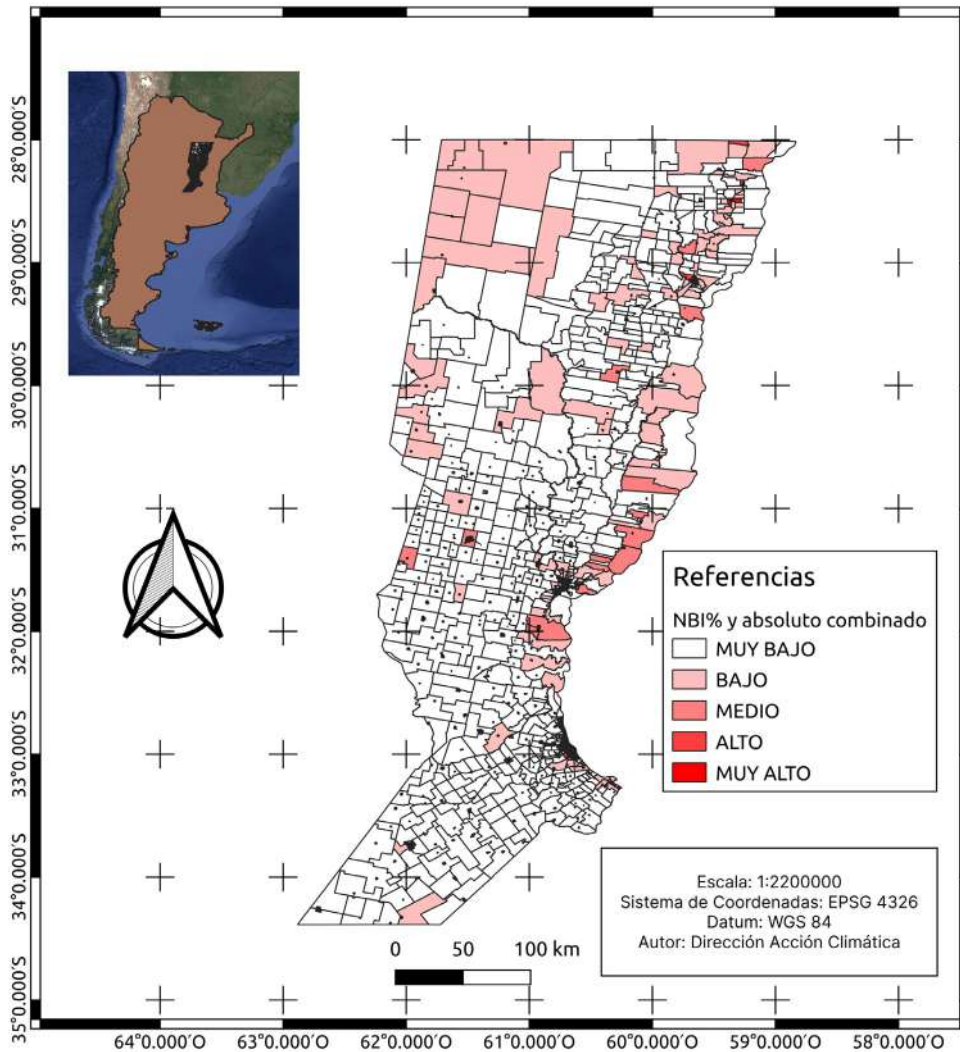 28°0.000'S
29°0.000'S
30°0.000'S
31°0.000'S
32°0.000'S
33°0.000'S
34°0.000'S
35°0.000'S
Referencias
NBI% y absoluto combinado
MUY BAJO
BAJO
MEDIO
ALTO
MUY ALTO
Escala: 1:2200000
Sistema de Coordenadas: EPSG 4326
Datum: WGS 84
Autor: Dirección Acción Climática
0 50 100 km
64°0.000'O 63°0.000'O 62°0.000'O 61°0.000'O 60°0.000'O 59°0.000'O 58°0.000'O